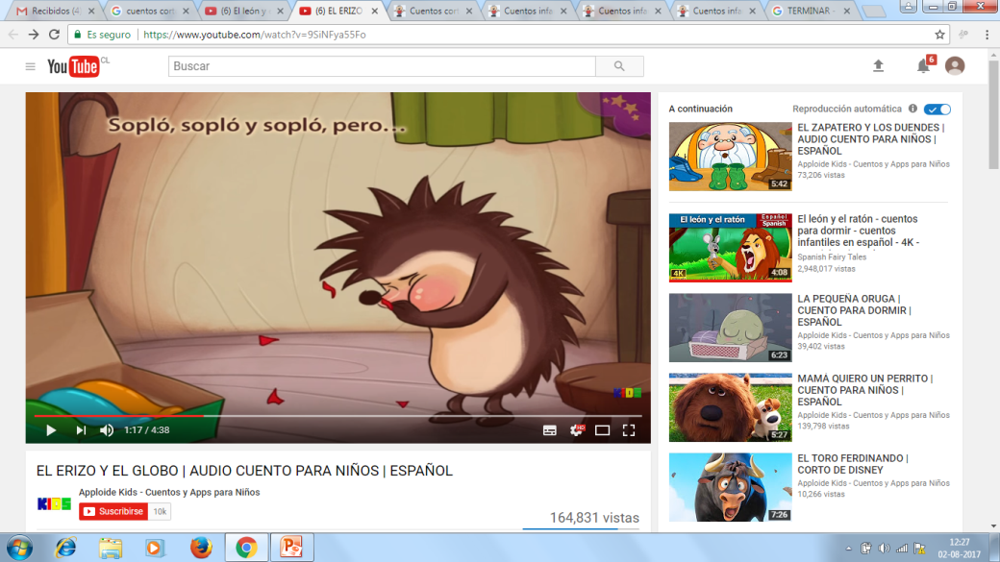 Recibidos (4)
cuentos cort
(6) El león y
(6) EL ERIZO
Cuentos cor
Cuentos infa
Cuentos infa
Cuentos infa
TERMINAR -
Es seguro
https://www.youtube.com/watch?v=9SiNFya55Fo
YouTube CL
Buscar
6
Sopló, sopló y sopló, pero...
KIDS
1:17 / 4:38
HD
EL ERIZO Y EL GLOBO | AUDIO CUENTO PARA NIÑOS | ESPAÑOL
KIDS
Apploide Kids - Cuentos y Apps para Niños
Suscribirse 10k
164,831 vistas
A continuación
Reproducción automática
5:42
EL ZAPATERO Y LOS DUENDES |
AUDIO CUENTO PARA NIÑOS |
ESPAÑOL
Apploide Kids - Cuentos y Apps para Niños
73,206 vistas
El león y el ratón
Español
Spanish
4K
4:08
El león y el ratón - cuentos
para dormir - cuentos
infantiles en español - 4K -
Spanish Fairy Tales
2,948,017 vistas
6:23
LA PEQUEÑA ORUGA |
CUENTO PARA DORMIR |
ESPAÑOL
Apploide Kids - Cuentos y Apps para Niños
39,402 vistas
5:27
MAMÁ QUIERO UN PERRITO |
CUENTO PARA NIÑOS |
ESPAÑOL
Apploide Kids - Cuentos y Apps para Niños
139,798 vistas
7:26
EL TORO FERDINANDO |
CORTO DE DISNEY
Apploide Kids - Cuentos y Apps para Niños
10,266 vistas
12:27
02-08-2017